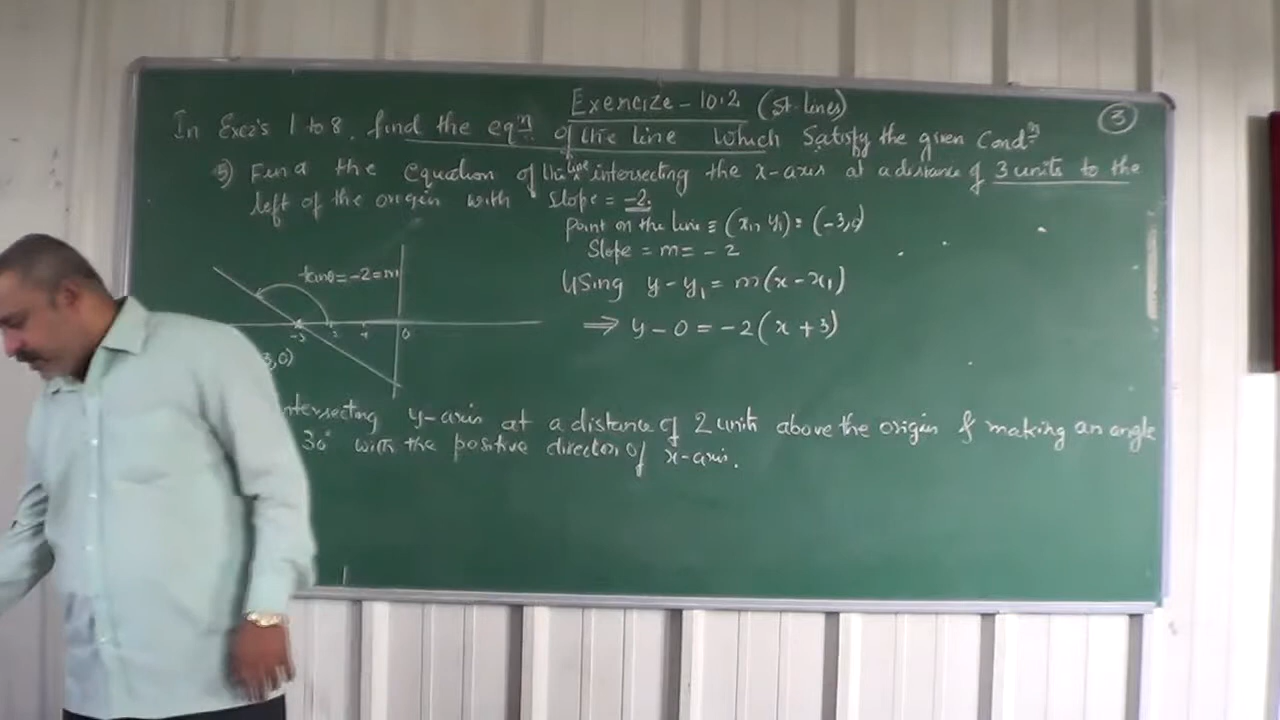 Exercize - 10.2 (St. lines)
③
In Exce's 1 to 8, find the eqⁿ of the line which Satisfy the given Condⁿ
5) Find the equation of the line intersecting the x-axis at a distance of 3 units to the
left of the origin with Slope = -2.
point on the line ≡ (x₁, y₁) = (-3,0)
Slope = m = -2
tanθ = -2 = m
Using y - y₁ = m(x - x₁)
⇒ y - 0 = -2(x + 3)
-3 -2 -1 0
3,0)
ntersecting y-axis at a distance of 2 units above the origin & making an angle
30° with the positive direction of x-axis.